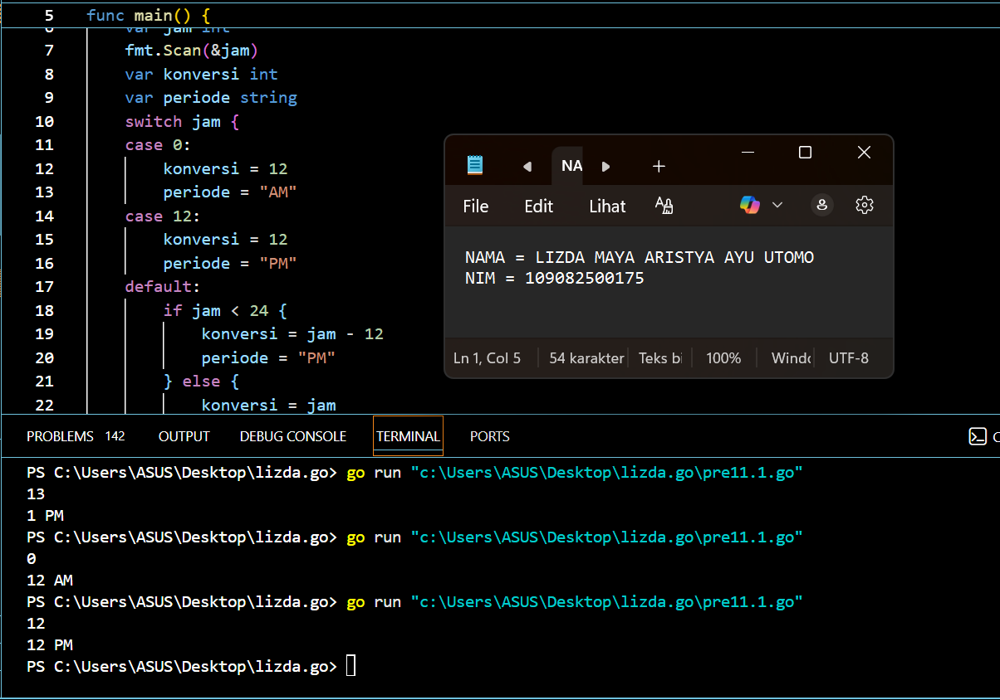 5 func main() {
6 var jam int
7 fmt.Scan(&jam)
8 var konversi int
9 var periode string
10 switch jam {
11 case 0:
12 konversi = 12
13 periode = "AM"
14 case 12:
15 konversi = 12
16 periode = "PM"
17 default:
18 if jam < 24 {
19 konversi = jam - 12
20 periode = "PM"
21 } else {
22 konversi = jam
NA
File Edit Lihat
NAMA = LIZDA MAYA ARISTYA AYU UTOMO
NIM = 109082500175
Ln 1, Col 5 54 karakter Teks bi 100% Windo UTF-8
PROBLEMS 142 OUTPUT DEBUG CONSOLE TERMINAL PORTS
PS C:\Users\ASUS\Desktop\lizda.go> go run "c:\Users\ASUS\Desktop\lizda.go\pre11.1.go"
13
1 PM
PS C:\Users\ASUS\Desktop\lizda.go> go run "c:\Users\ASUS\Desktop\lizda.go\pre11.1.go"
0
12 AM
PS C:\Users\ASUS\Desktop\lizda.go> go run "c:\Users\ASUS\Desktop\lizda.go\pre11.1.go"
12
12 PM
PS C:\Users\ASUS\Desktop\lizda.go>